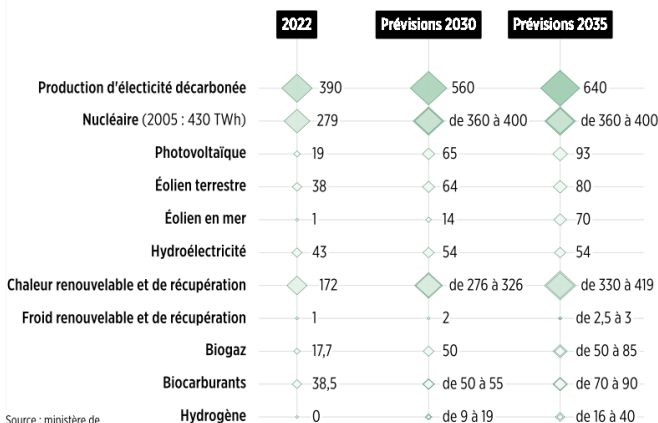 2022 Prévisions 2030 Prévisions 2035
Production d'électicité décarbonée 390 560 640
Nucléaire (2005 : 430 TWh) 279 de 360 à 400 de 360 à 400
Photovoltaïque 19 65 93
Éolien terrestre 38 64 80
Éolien en mer 1 14 70
Hydroélectricité 43 54 54
Chaleur renouvelable et de récupération 172 de 276 à 326 de 330 à 419
Froid renouvelable et de récupération 1 2 de 2,5 à 3
Biogaz 17,7 50 de 50 à 85
Biocarburants 38,5 de 50 à 55 de 70 à 90
Hydrogène 0 de 9 à 19 de 16 à 40
Source : ministère de